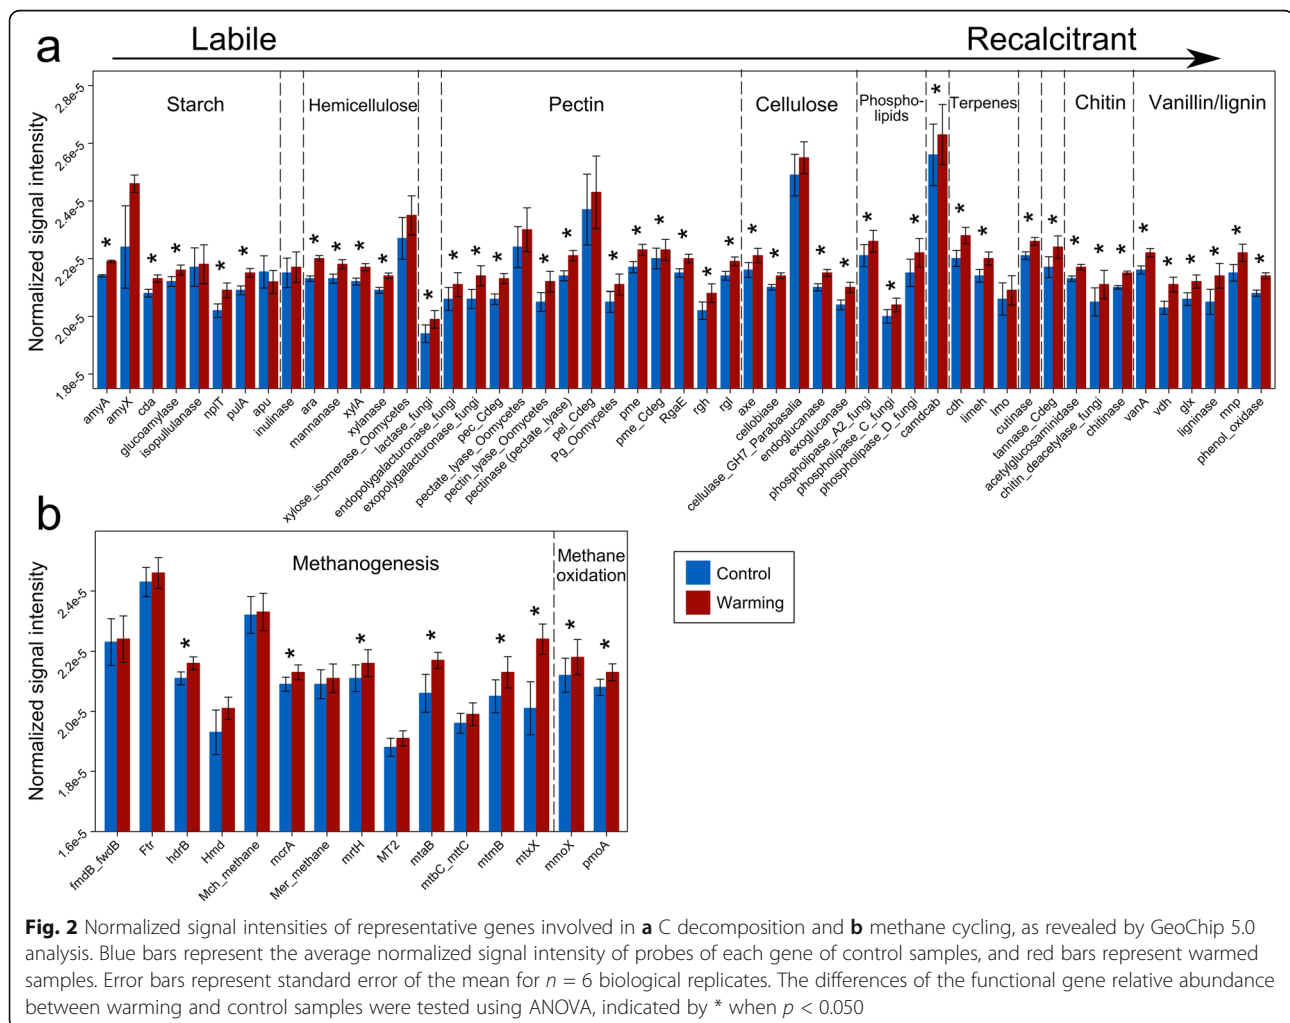 a
Labile
Recalcitrant
Normalized signal intensity
2.8e-5
2.6e-5
2.4e-5
2.2e-5
2.0e-5
1.8e-5
Starch
Hemicellulose
Pectin
Cellulose
Phospho-
lipids
Terpenes
Chitin
Vanillin/lignin
amyA
amyX
cda
glucoamylase
isopullulanase
nplT
pulA
apu
inulinase
ara
mannanase
xylA
xylanase
xylose_isomerase_Oomycetes
lactase_fungi
endopolygalacturonase_fungi
exopolygalacturonase_fungi
pec_Cdeg
pectate_lyase_Oomycetes
pectin_lyase_Oomycetes
pectinase (pectate_lyase)
pel_Cdeg
Pg_Oomycetes
pme
pme_Cdeg
RgaE
rgh
rgl
axe
cellobiase
cellulase_GH7_Parabasalia
endoglucanase
exoglucanase
phospholipase_A2_fungi
phospholipase_C_fungi
phospholipase_D_fungi
camdcab
cdh
limeh
lmo
cutinase
tannase_Cdeg
acetylglucosaminidase
chitin_deacetylase_fungi
chitinase
vanA
vdh
glx
ligninase
mnp
phenol_oxidase
b
Normalized signal intensity
2.4e-5
2.2e-5
2.0e-5
1.8e-5
1.6e-5
Methanogenesis
Methane
oxidation
fmdB_fwdB
Ftr
hdrB
Hmd
Mch_methane
mcrA
Mer_methane
mrtH
MT2
mtaB
mtbC_mttC
mtmB
mtxX
mmoX
pmoA
Control
Warming
Fig. 2 Normalized signal intensities of representative genes involved in a C decomposition and b methane cycling, as revealed by GeoChip 5.0
analysis. Blue bars represent the average normalized signal intensity of probes of each gene of control samples, and red bars represent warmed
samples. Error bars represent standard error of the mean for n = 6 biological replicates. The differences of the functional gene relative abundance
between warming and control samples were tested using ANOVA, indicated by * when p < 0.050